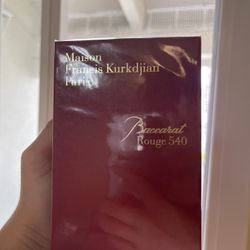 Maison
Francis Kurkdjian
Paris
Baccarat
Rouge 540